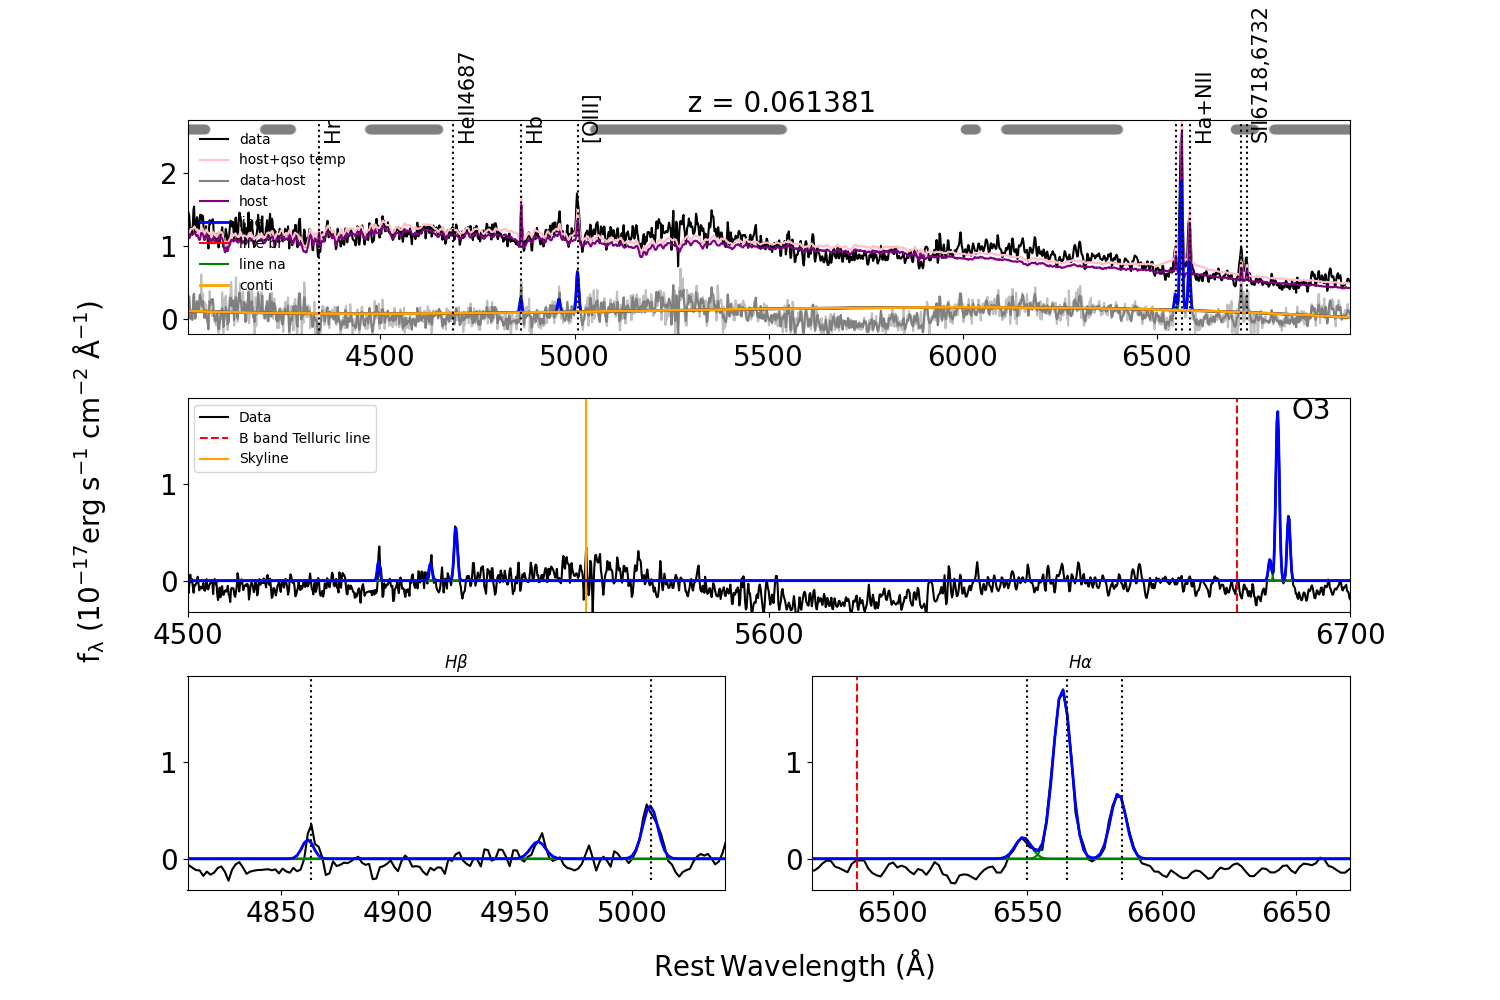 z = 0.061381
Hr
HeII4687
Hb
[OIII]
Ha+NII
SII6718,6732
data
host+qso temp
data-host
host
line na
conti
2
1
0
4500
5000
5500
6000
6500
Data
B band Telluric line
Skyline
O3
1
0
4500
5600
6700
fλ (10⁻¹⁷erg s⁻¹ cm⁻² Å⁻¹)
Hβ
Hα
1
0
4850
4900
4950
5000
1
0
6500
6550
6600
6650
Rest Wavelength (Å)